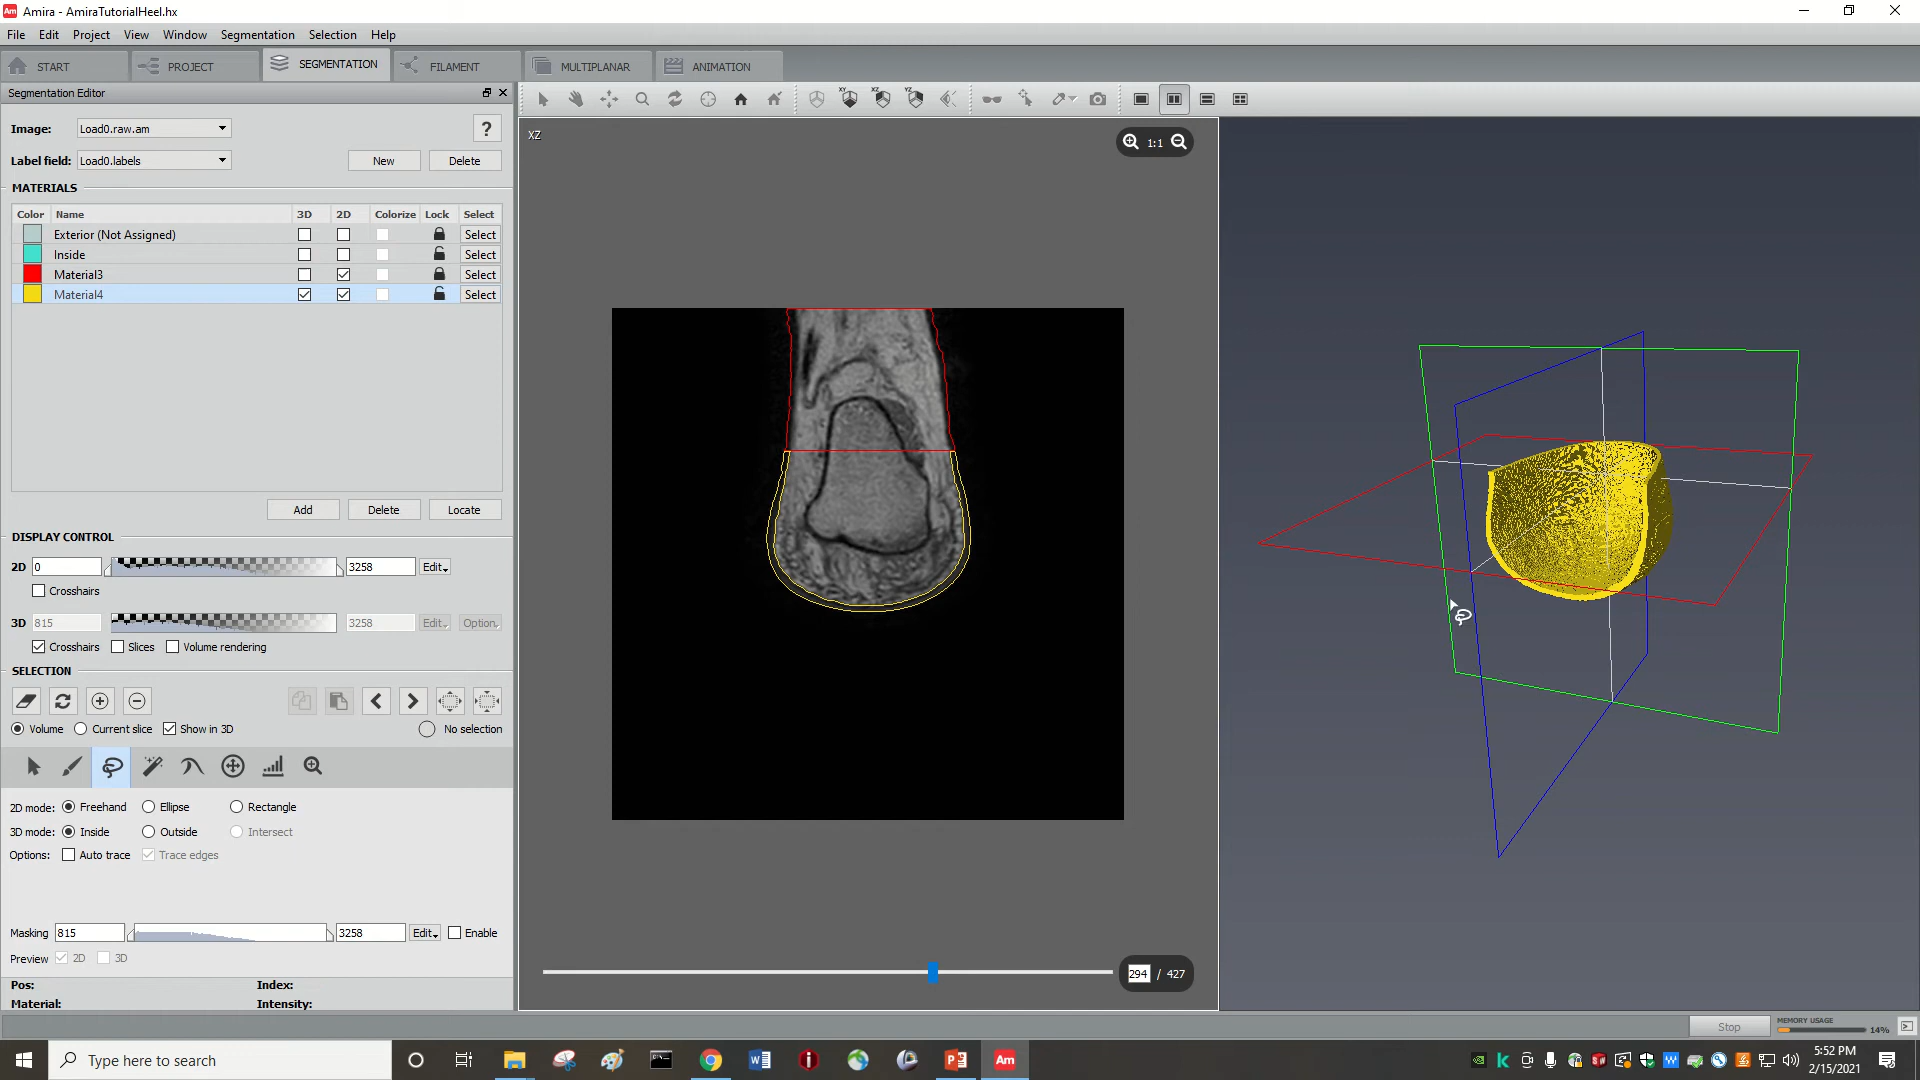 Am Amira - AmiraTutorialHeel.hx
File Edit Project View Window Segmentation Selection Help
START PROJECT SEGMENTATION FILAMENT MULTIPLANAR ANIMATION
Segmentation Editor
XY XZ YZ
Image: Load0.raw.am ?
Label field: Load0.labels New Delete
MATERIALS
Color Name 3D 2D Colorize Lock Select
Exterior (Not Assigned) Select
Inside Select
Material3 Select
Material4 Select
Add Delete Locate
DISPLAY CONTROL
2D 0 3258 Edit
Crosshairs
3D 815 3258 Edit Option
Crosshairs Slices Volume rendering
SELECTION
Volume Current slice Show in 3D No selection
2D mode: Freehand Ellipse Rectangle
3D mode: Inside Outside Intersect
Options: Auto trace Trace edges
Masking 815 3258 Edit Enable
Preview 2D 3D
Pos: Index:
Material: Intensity:
XZ
1:1
294 / 427
Stop
MEMORY USAGE
14%
Type here to search
Am
5:52 PM
2/15/2021